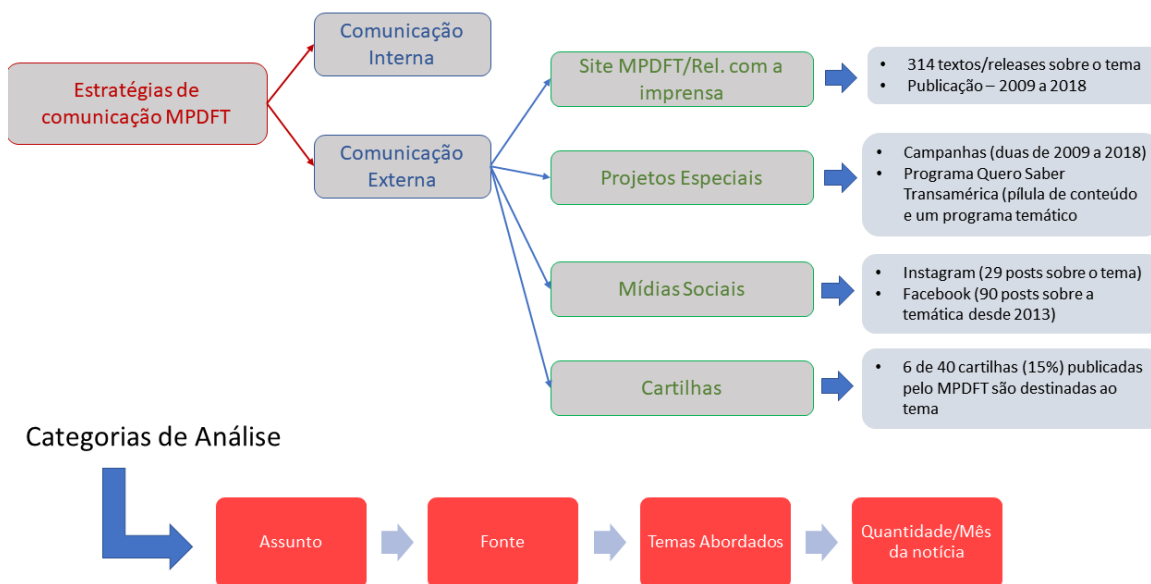 Estratégias de
comunicação MPDFT
Comunicação
Interna
Comunicação
Externa
Site MPDFT/Rel. com a
imprensa
• 314 textos/releases sobre o tema
• Publicação – 2009 a 2018
Projetos Especiais
• Campanhas (duas de 2009 a 2018)
• Programa Quero Saber
Transamérica (pílula de conteúdo
e um programa temático
Mídias Sociais
• Instagram (29 posts sobre o tema)
• Facebook (90 posts sobre a
temática desde 2013)
Cartilhas
• 6 de 40 cartilhas (15%) publicadas
pelo MPDFT são destinadas ao
tema
Categorias de Análise
Assunto
Fonte
Temas Abordados
Quantidade/Mês
da notícia